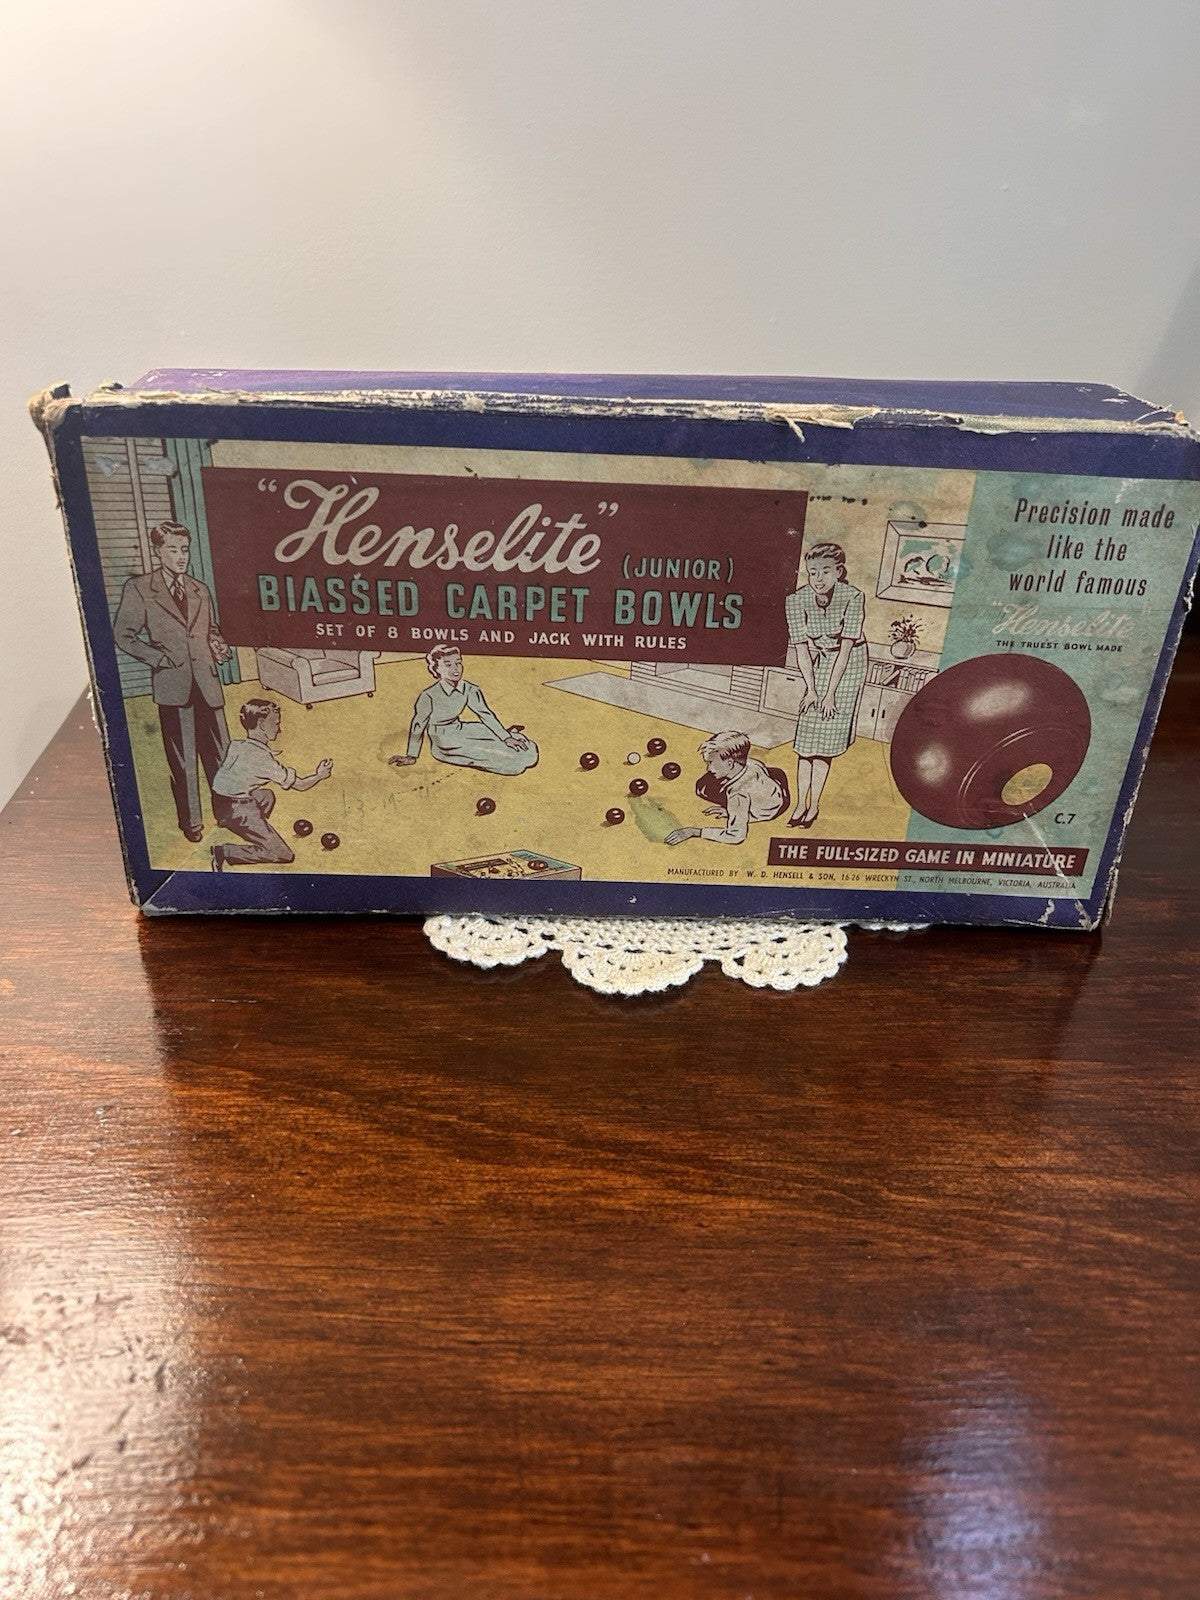 "Henselite" (JUNIOR)
BIASSED CARPET BOWLS
SET OF 8 BOWLS AND JACK WITH RULES
Precision made
like the
world famous
"Henselite"
THE TRUEST BOWL MADE
C.7
THE FULL-SIZED GAME IN MINIATURE
MANUFACTURED BY W. D. HENSELL & SON, 16-26 WRECKYN ST., NORTH MELBOURNE, VICTORIA, AUSTRALIA